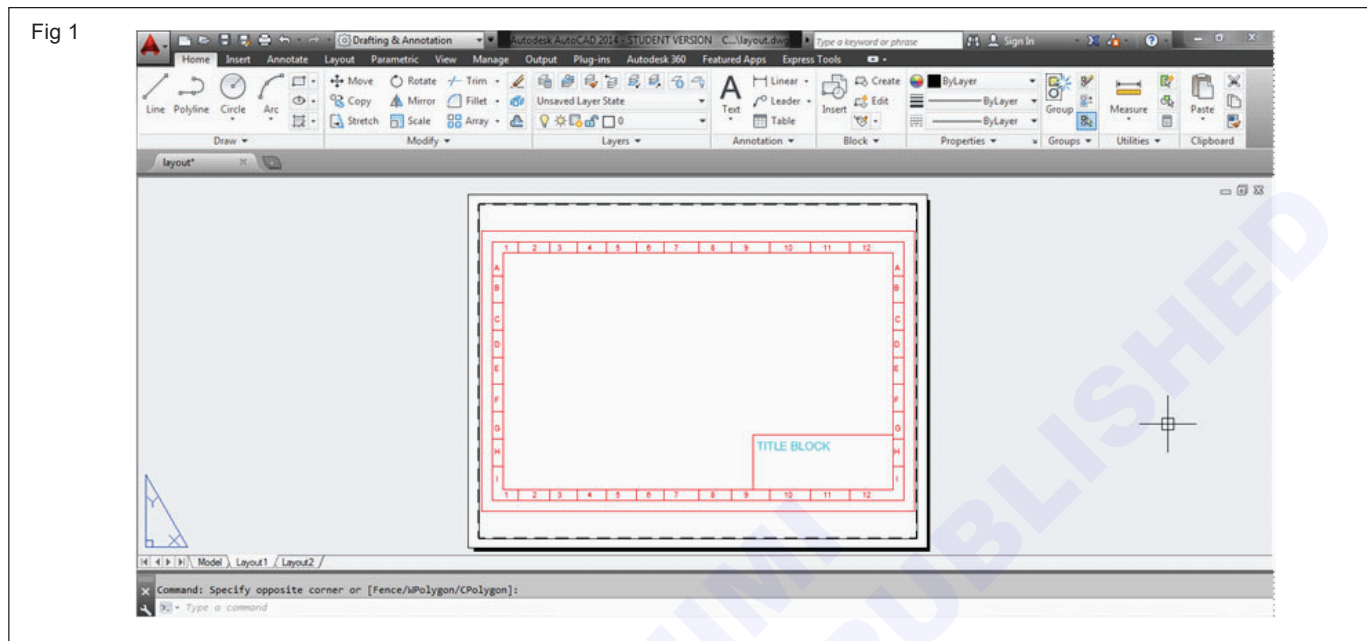 Fig 1
Drafting & Annotation
Autodesk AutoCAD 2014 - STUDENT VERSION C...\layout.dwg
Type a keyword or phrase
Sign In
Home Insert Annotate Layout Parametric View Manage Output Plug-ins Autodesk 360 Featured Apps Express Tools
Line Polyline Circle Arc
Move Rotate Trim
Copy Mirror Fillet
Stretch Scale Array
Unsaved Layer State
0
Text
Linear
Leader
Table
Insert
Create
Edit
ByLayer
ByLayer
ByLayer
Group
Measure
Paste
Draw Modify Layers Annotation Block Properties Groups Utilities Clipboard
layout*
1 2 3 4 5 6 7 8 9 10 11 12
A A
B B
C C
D D
E E
F F
G G
TITLE BLOCK
H H
I I
1 2 3 4 5 6 7 8 9 10 11 12
Y
X
Model Layout1 Layout2
Command: Specify opposite corner or [Fence/WPolygon/CPolygon]:
Type a command
PUBLISHED